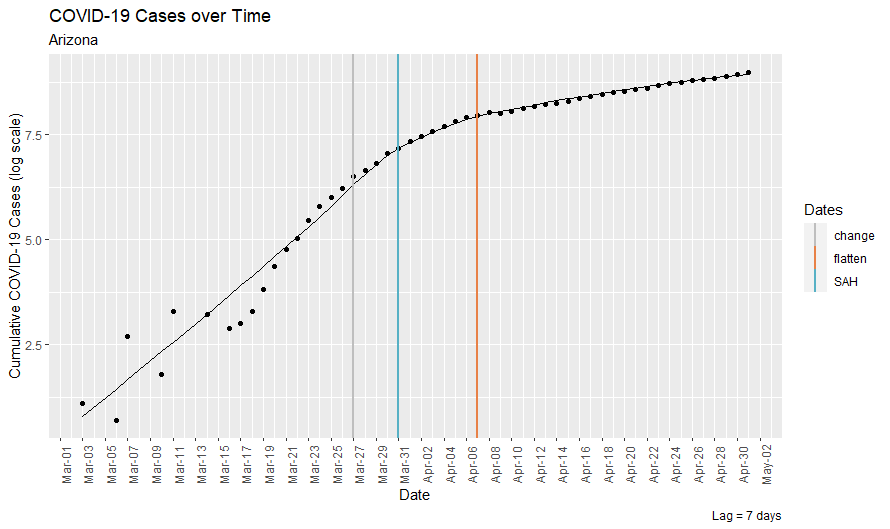 COVID-19 Cases over Time
Arizona
Cumulative COVID-19 Cases (log scale)
7.5
5.0
2.5
Mar-01
Mar-03
Mar-05
Mar-07
Mar-09
Mar-11
Mar-13
Mar-15
Mar-17
Mar-19
Mar-21
Mar-23
Mar-25
Mar-27
Mar-29
Mar-31
Apr-02
Apr-04
Apr-06
Apr-08
Apr-10
Apr-12
Apr-14
Apr-16
Apr-18
Apr-20
Apr-22
Apr-24
Apr-26
Apr-28
Apr-30
May-02
Date
Dates
change
flatten
SAH
Lag = 7 days